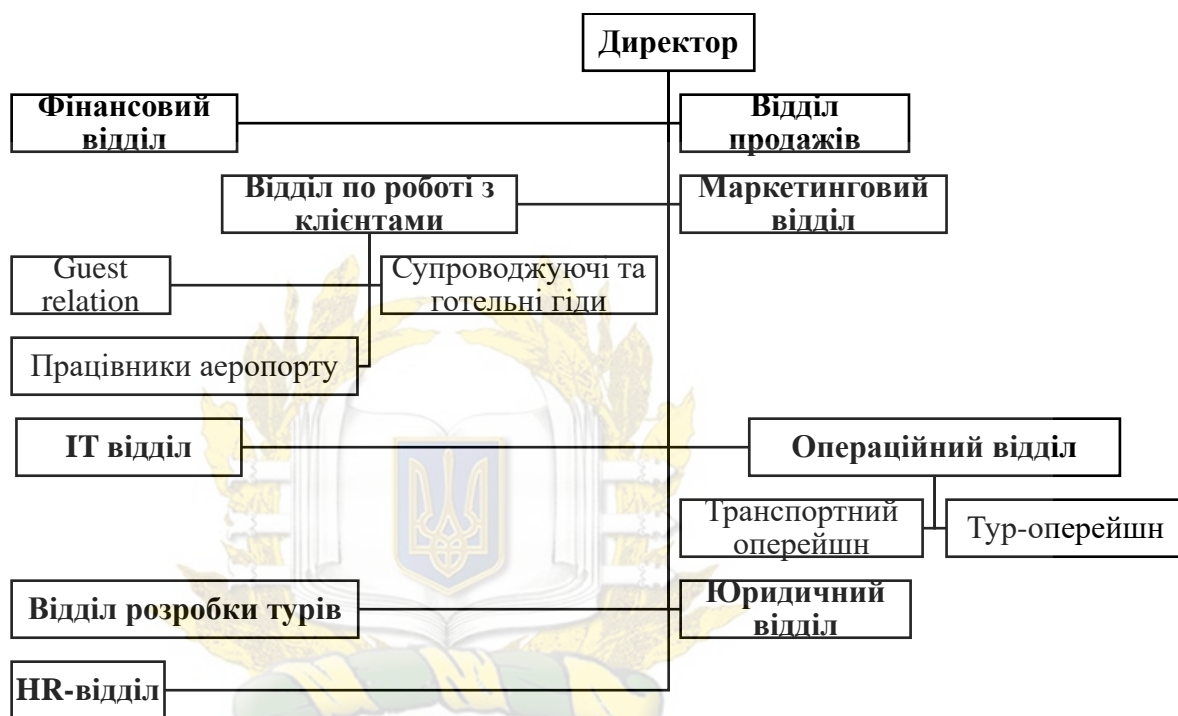 Директор
Фінансовий
відділ
Відділ
продажів
Відділ по роботі з
клієнтами
Маркетинговий
відділ
Guest
relation
Супроводжуючі та
готельні гіди
Працівники аеропорту
ІТ відділ
Операційний відділ
Транспортний
оперейшн
Тур-оперейшн
Відділ розробки турів
Юридичний
відділ
HR-відділ